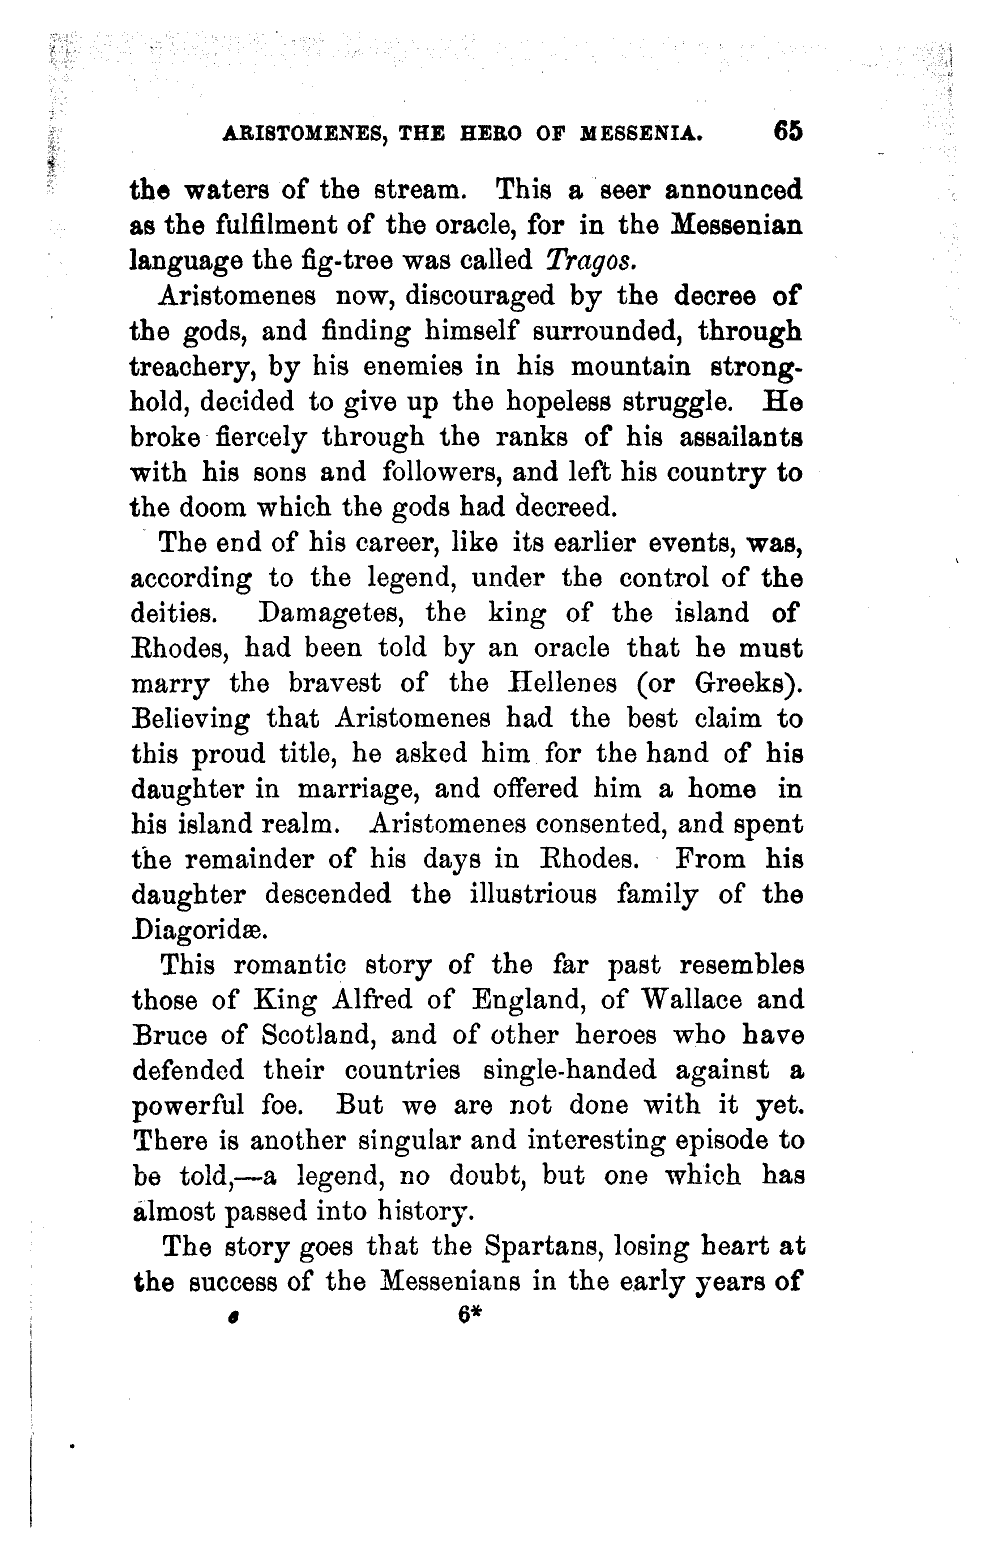 ARISTOMENES, THE HERO OF MESSENIA. 65
the waters of the stream. This a seer announced
as the fulfilment of the oracle, for in the Messenian
language the fig-tree was called Tragos.
Aristomenes now, discouraged by the decree of
the gods, and finding himself surrounded, through
treachery, by his enemies in his mountain strong-
hold, decided to give up the hopeless struggle. He
broke fiercely through the ranks of his assailants
with his sons and followers, and left his country to
the doom which the gods had decreed.
The end of his career, like its earlier events, was,
according to the legend, under the control of the
deities. Damagetes, the king of the island of
Rhodes, had been told by an oracle that he must
marry the bravest of the Hellenes (or Greeks).
Believing that Aristomenes had the best claim to
this proud title, he asked him for the hand of his
daughter in marriage, and offered him a home in
his island realm. Aristomenes consented, and spent
the remainder of his days in Rhodes. From his
daughter descended the illustrious family of the
Diagoridæ.
This romantic story of the far past resembles
those of King Alfred of England, of Wallace and
Bruce of Scotland, and of other heroes who have
defended their countries single-handed against a
powerful foe. But we are not done with it yet.
There is another singular and interesting episode to
be told,—a legend, no doubt, but one which has
almost passed into history.
The story goes that the Spartans, losing heart at
the success of the Messenians in the early years of
e 6*